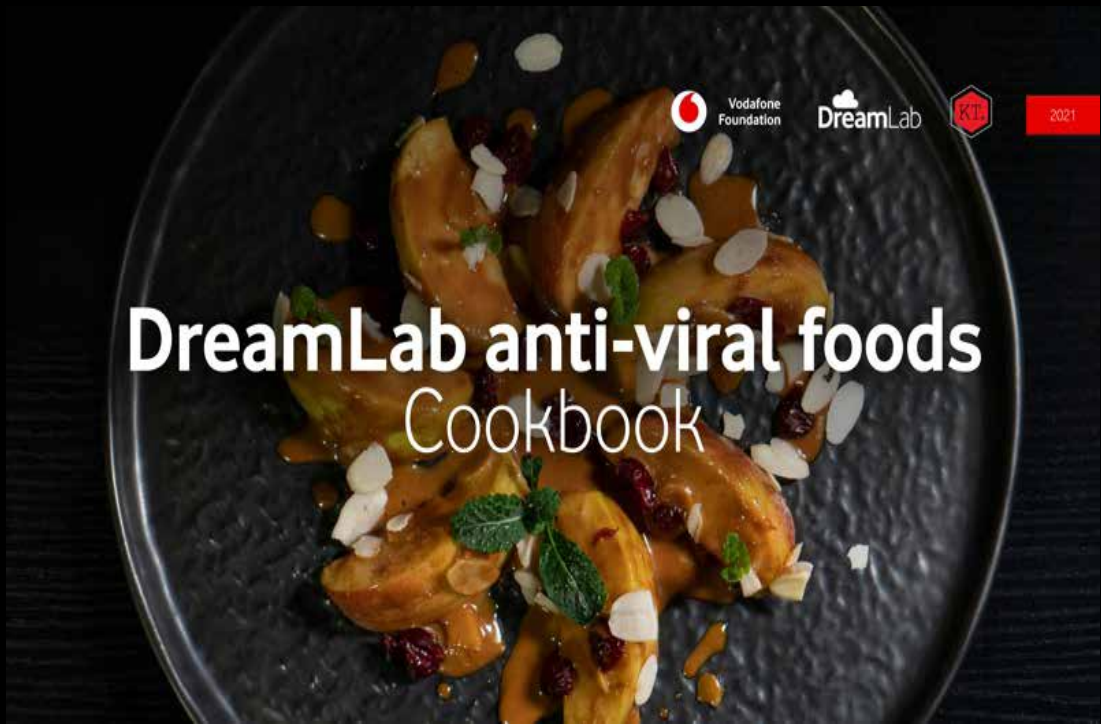 Vodafone
Foundation
DreamLab
KT.
2021
DreamLab anti-viral foods
Cookbook